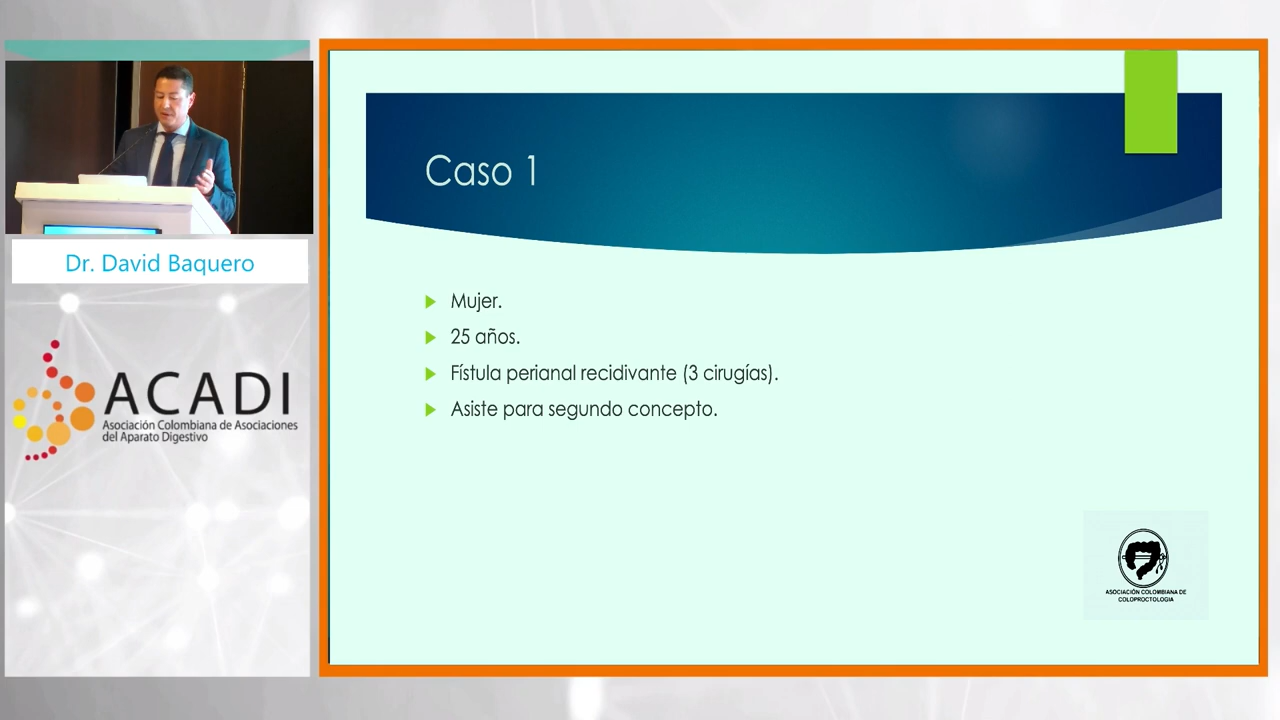 Dr. David Baquero
ACADI
Asociación Colombiana de Asociaciones
del Aparato Digestivo
Caso 1
Mujer.
25 años.
Fístula perianal recidivante (3 cirugías).
Asiste para segundo concepto.
ASOCIACIÓN COLOMBIANA DE
COLOPROCTOLOGIA